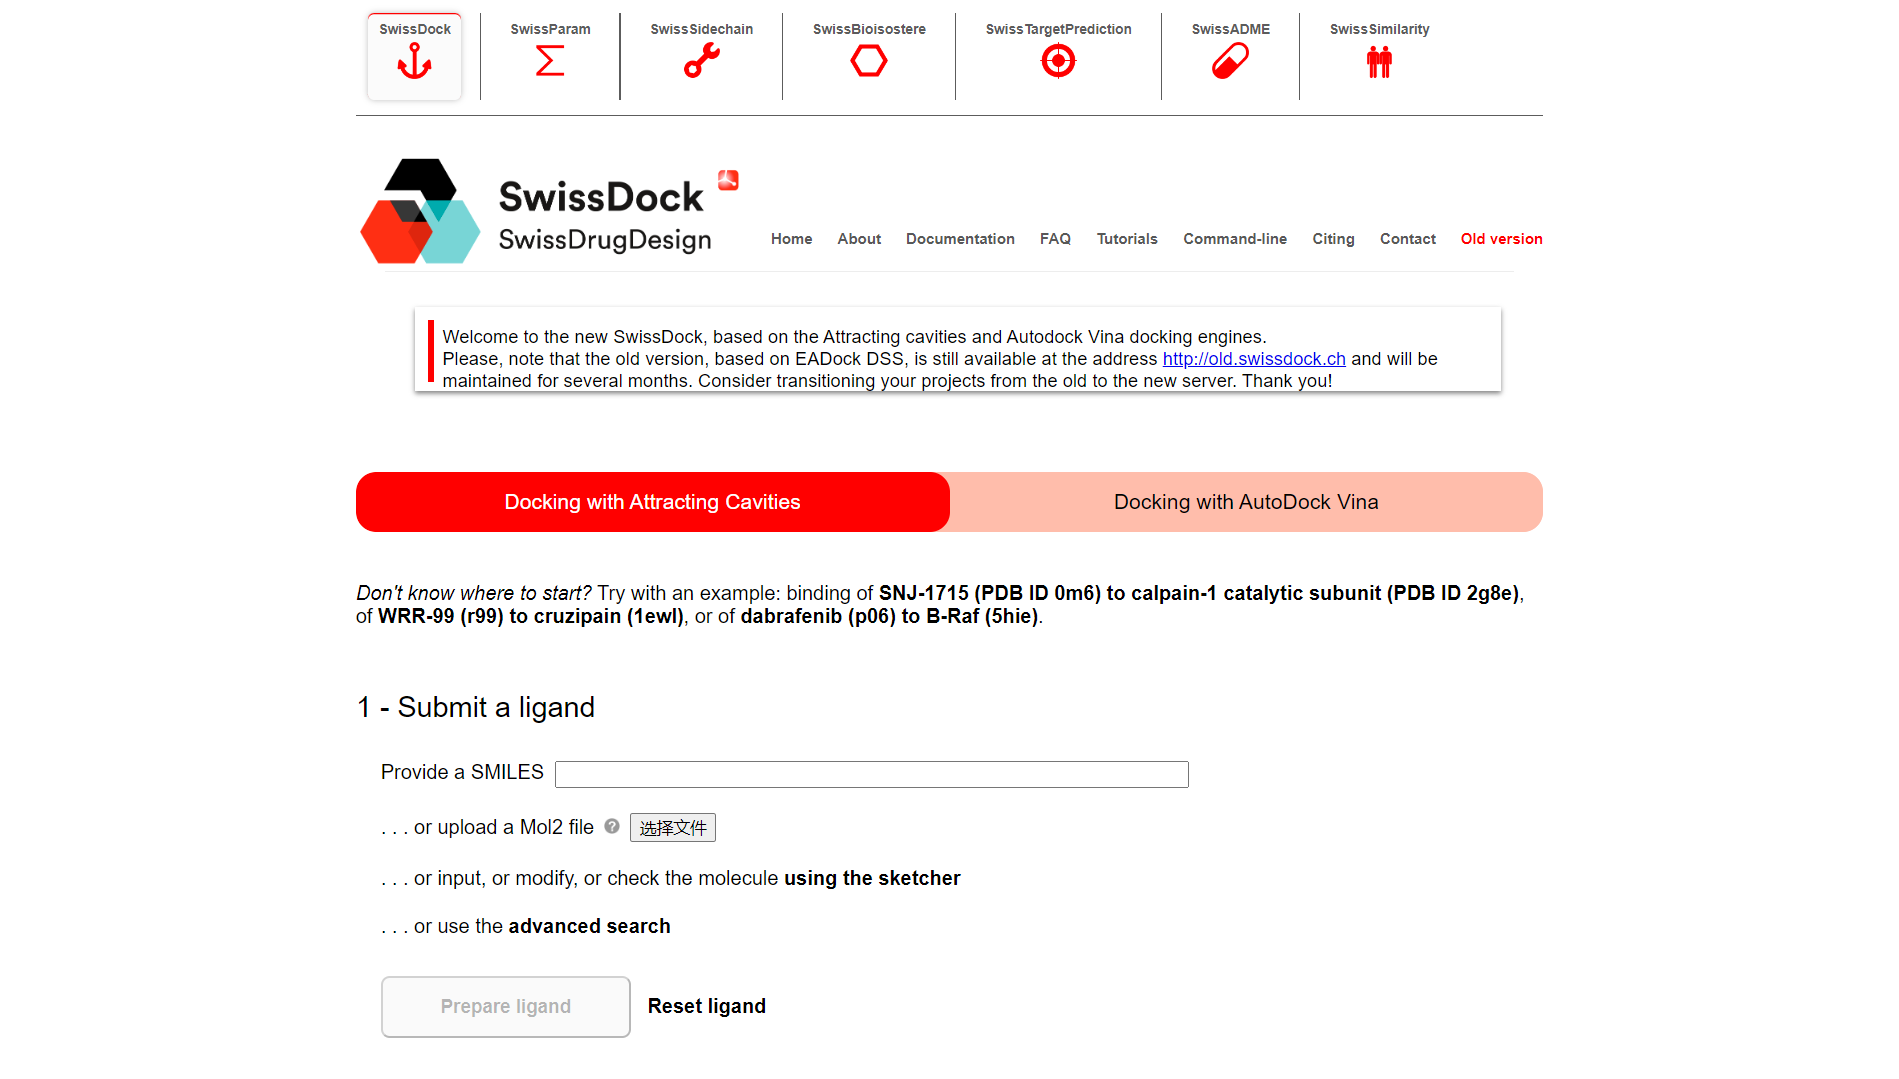 SwissDock
SwissParam
SwissSidechain
SwissBioisostere
SwissTargetPrediction
SwissADME
SwissSimilarity
SwissDock
SwissDrugDesign
Home
About
Documentation
FAQ
Tutorials
Command-line
Citing
Contact
Old version
Welcome to the new SwissDock, based on the Attracting cavities and Autodock Vina docking engines.
Please, note that the old version, based on EADock DSS, is still available at the address http://old.swissdock.ch and will be
maintained for several months. Consider transitioning your projects from the old to the new server. Thank you!
Docking with Attracting Cavities
Docking with AutoDock Vina
Don't know where to start? Try with an example: binding of SNJ-1715 (PDB ID 0m6) to calpain-1 catalytic subunit (PDB ID 2g8e),
of WRR-99 (r99) to cruzipain (1ewl), or of dabrafenib (p06) to B-Raf (5hie).
1 - Submit a ligand
Provide a SMILES
. . . or upload a Mol2 file ? 选择文件
. . . or input, or modify, or check the molecule using the sketcher
. . . or use the advanced search
Prepare ligand
Reset ligand